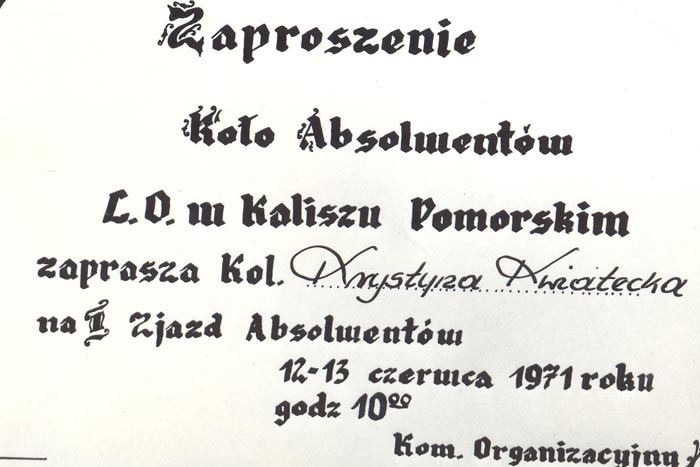 Zaproszenie
Koło Absolwentów
L.O. w Kaliszu Pomorskim
zaprasza Kol. Krystyna Kwiatecka
na I Zjazd Absolwentów
12-13 czerwca 1971 roku
godz 10⁰⁰
Kom. Organizacyjny